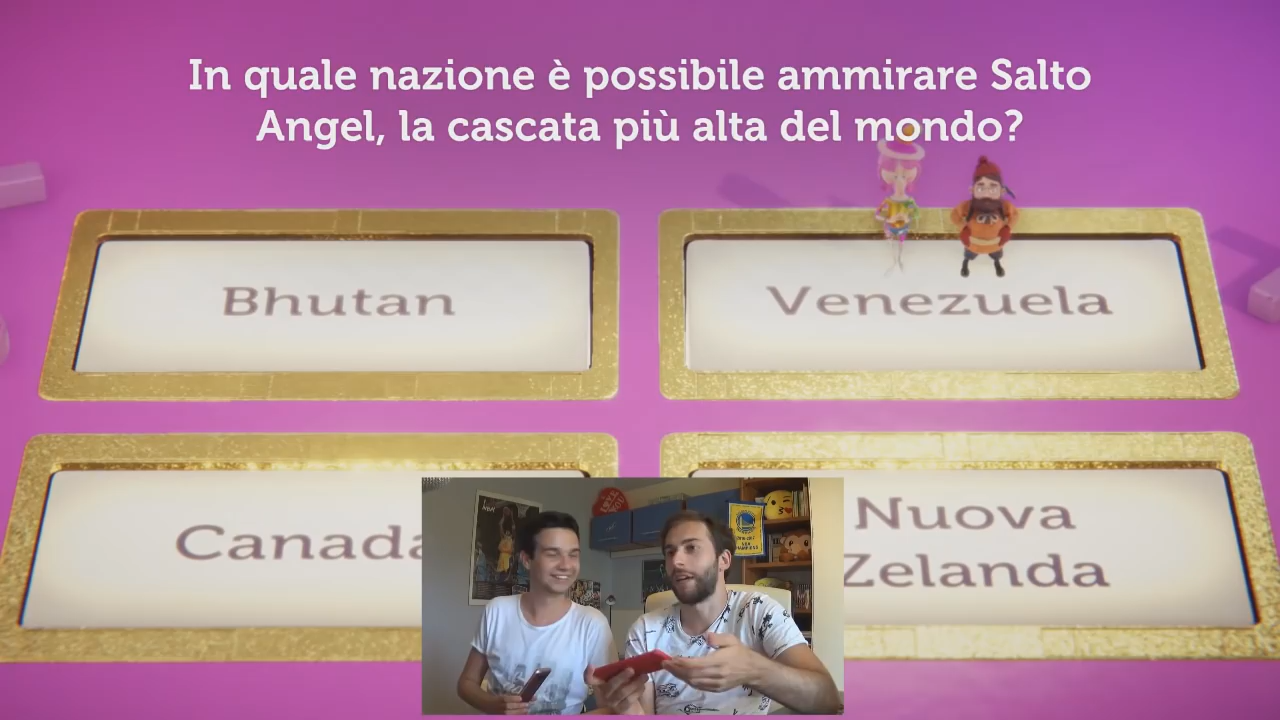 In quale nazione è possibile ammirare Salto
Angel, la cascata più alta del mondo?
Bhutan
Venezuela
Canada
Nuova
Zelanda